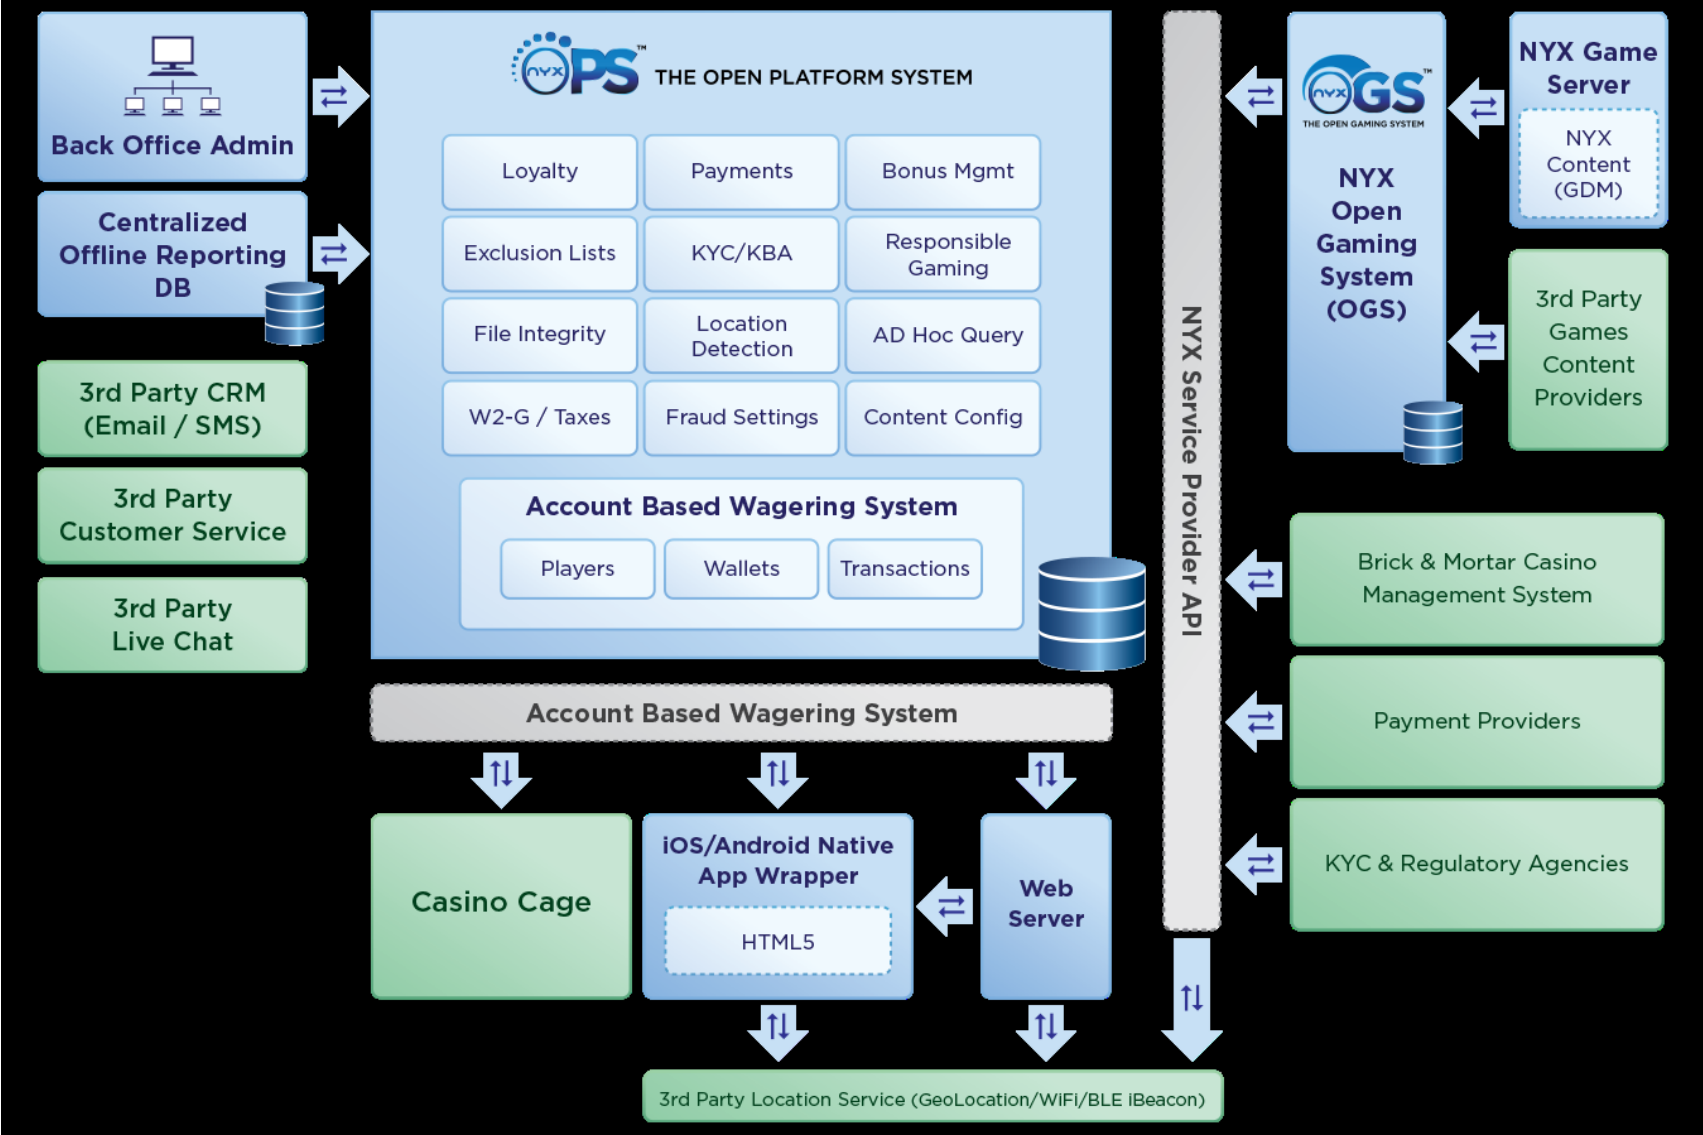 Back Office Admin
Centralized
Offline Reporting
DB
3rd Party CRM
(Email / SMS)
3rd Party
Customer Service
3rd Party
Live Chat
nyx OPS™ THE OPEN PLATFORM SYSTEM
Loyalty
Payments
Bonus Mgmt
Exclusion Lists
KYC/KBA
Responsible
Gaming
File Integrity
Location
Detection
AD Hoc Query
W2-G / Taxes
Fraud Settings
Content Config
Account Based Wagering System
Players
Wallets
Transactions
Account Based Wagering System
Casino Cage
iOS/Android Native
App Wrapper
HTML5
Web
Server
3rd Party Location Service (GeoLocation/WiFi/BLE iBeacon)
NYX Service Provider API
nyx OGS™
THE OPEN GAMING SYSTEM
NYX
Open
Gaming
System
(OGS)
NYX Game
Server
NYX
Content
(GDM)
3rd Party
Games
Content
Providers
Brick & Mortar Casino
Management System
Payment Providers
KYC & Regulatory Agencies